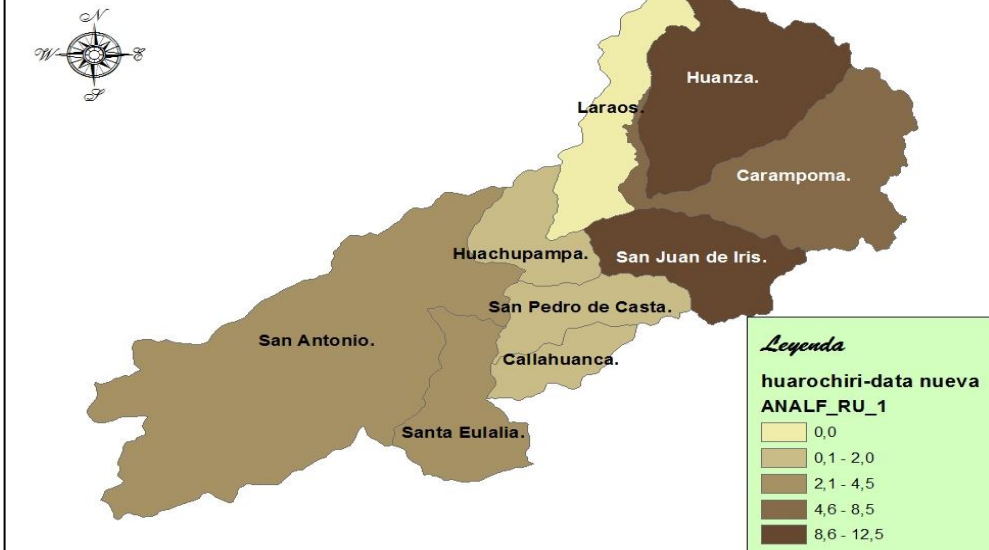 N
W
E
S
Huanza.
Laraos.
Carampoma.
Huachupampa.
San Juan de Iris.
San Pedro de Casta.
San Antonio.
Callahuanca.
Santa Eulalia.
Leyenda
huarochiri-data nueva
ANALF_RU_1
0,0
0,1 - 2,0
2,1 - 4,5
4,6 - 8,5
8,6 - 12,5